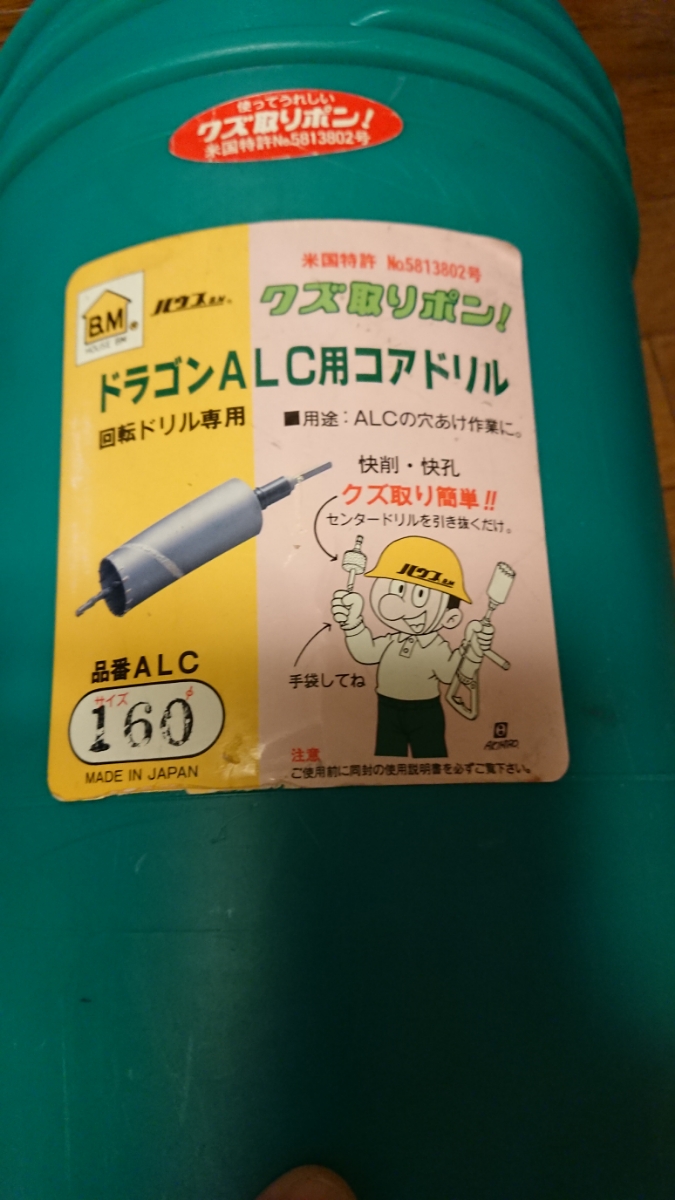 使ってうれしい
クズ取りポン!
米国特許№5813802号
米国特許 №5813802号
B.M®
HOUSE BM
ハウスB.M.
クズ取りポン!
ドラゴンALC用コアドリル
回転ドリル専用
■用途:ALCの穴あけ作業に。
快削・快孔
クズ取り簡単!!
センタードリルを引き抜くだけ。
ハウスB.M
手袋してね
品番ALC
サイズ
160
φ
MADE IN JAPAN
注意
ご使用前に同封の使用説明書を必ずご覧下さい。